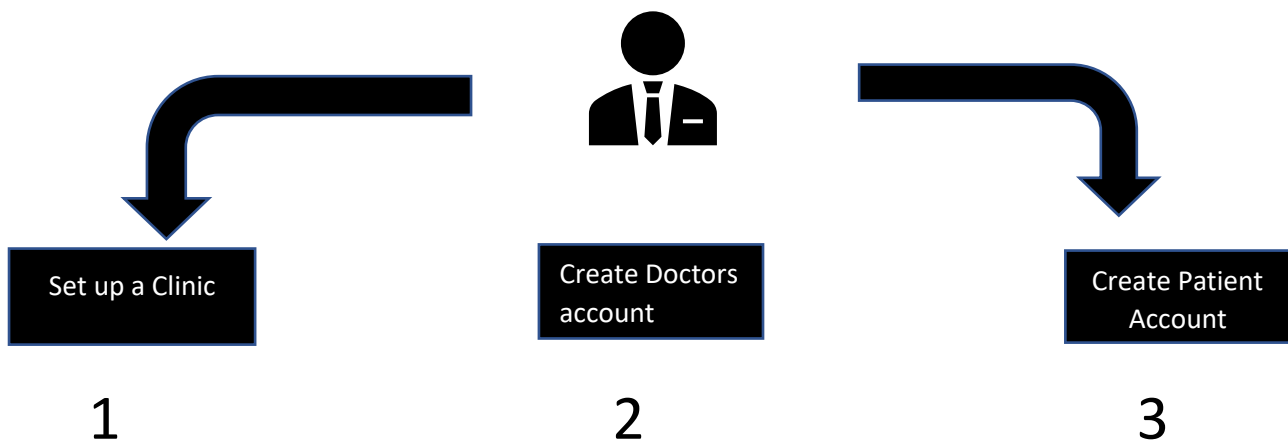 Set up a Clinic
Create Doctors
account
Create Patient
Account
1
2
3